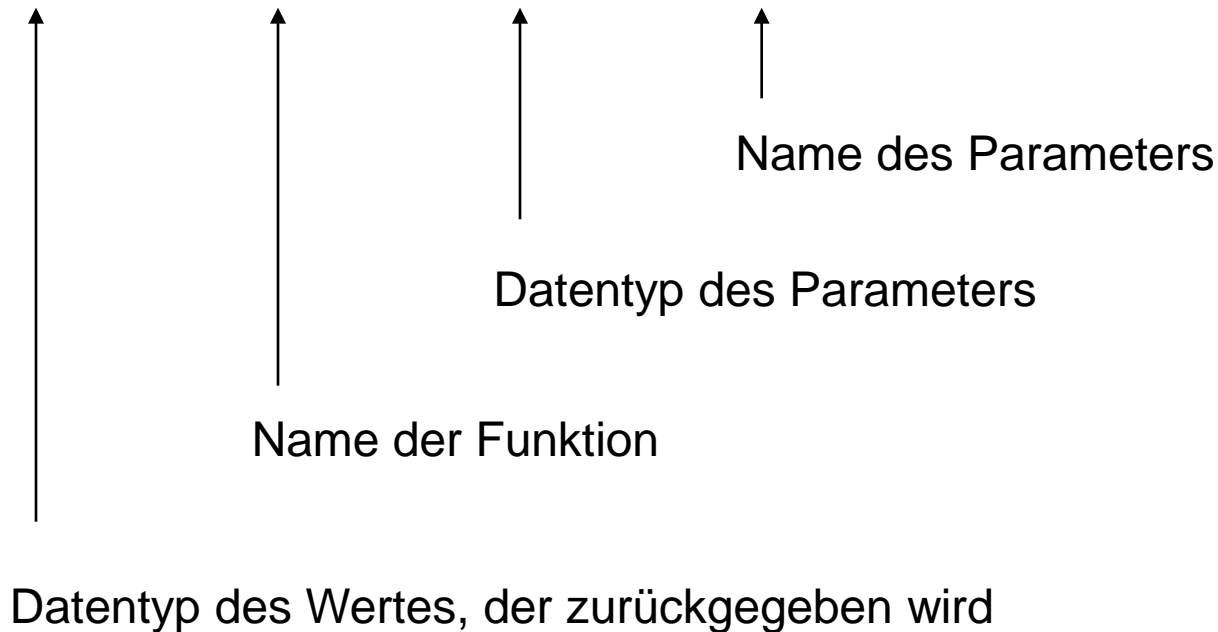 Name des Parameters
Datentyp des Parameters
Name der Funktion
Datentyp des Wertes, der zurückgegeben wird